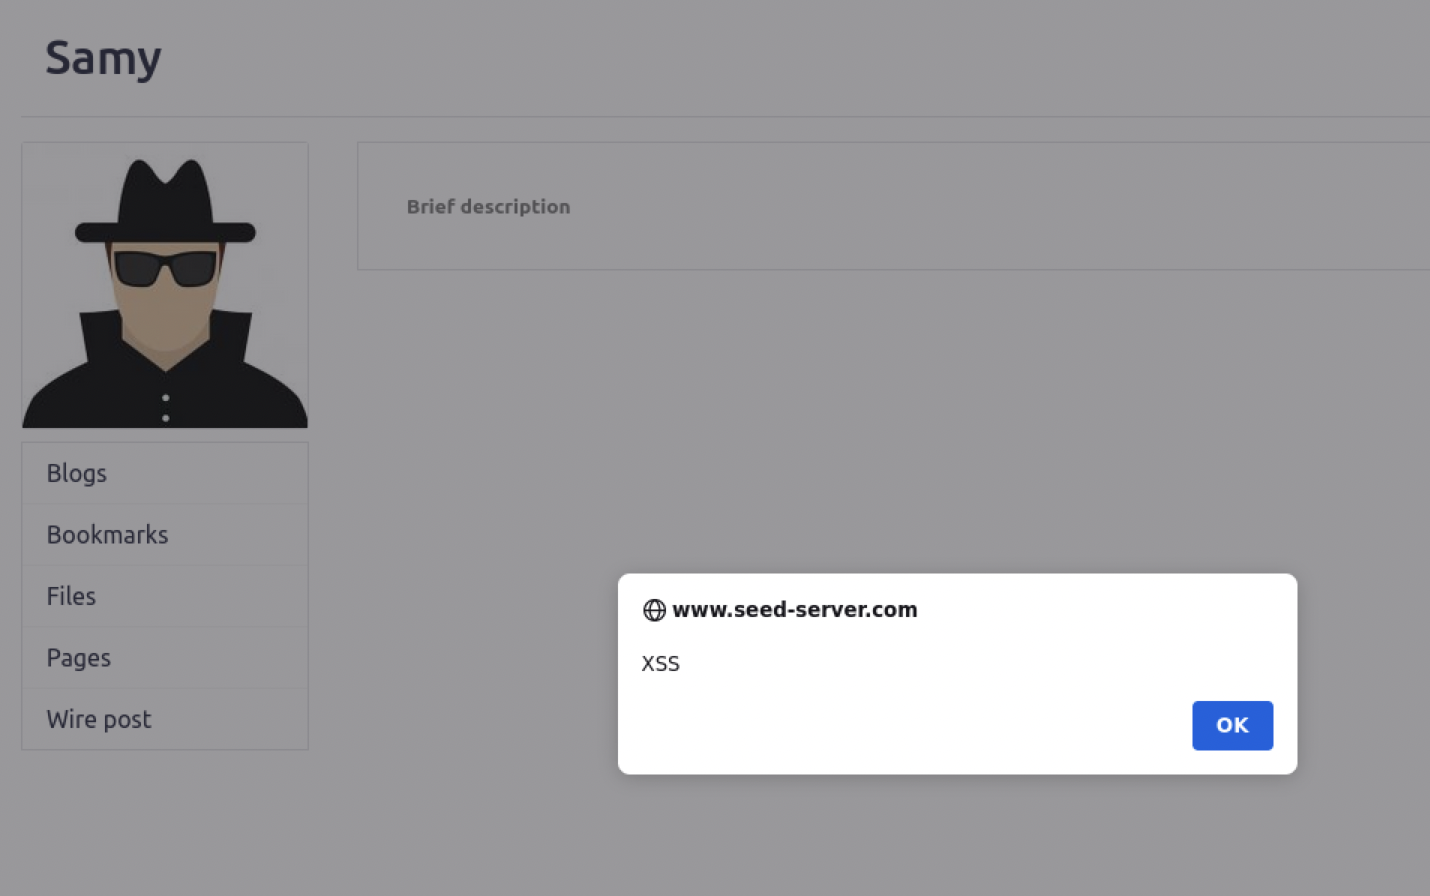 Samy
Brief description
Blogs
Bookmarks
Files
Pages
Wire post
www.seed-server.com
XSS
OK